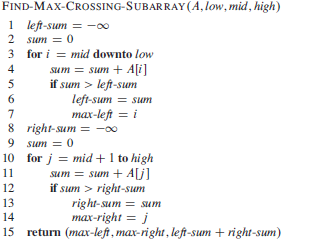 FIND-MAX-CROSSING-SUBARRAY(A, low, mid, high)
1 left-sum = −∞
2 sum = 0
3 for i = mid downto low
4 sum = sum + A[i]
5 if sum > left-sum
6 left-sum = sum
7 max-left = i
8 right-sum = −∞
9 sum = 0
10 for j = mid + 1 to high
11 sum = sum + A[j]
12 if sum > right-sum
13 right-sum = sum
14 max-right = j
15 return (max-left, max-right, left-sum + right-sum)